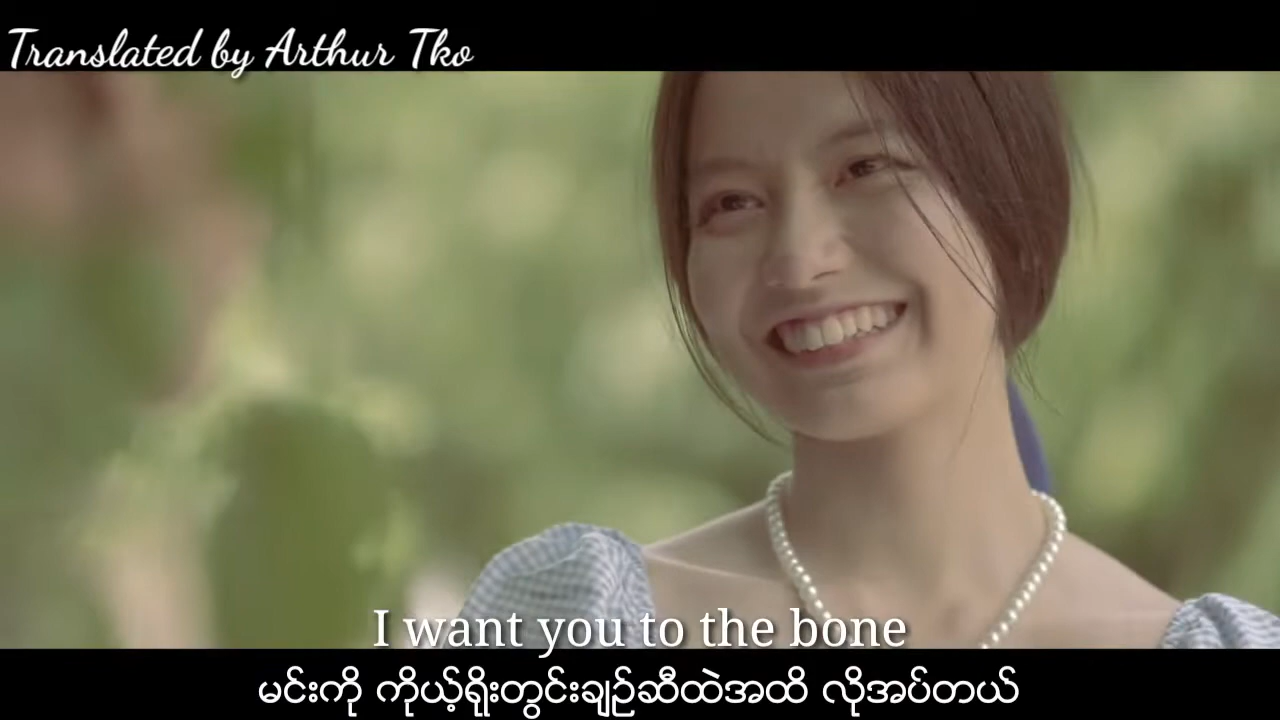 Translated by Arthur Tko
I want you to the bone
မင်းကို ကိုယ့်ရိုးတွင်းချဉ်ဆီထဲအထိ လိုအပ်တယ်